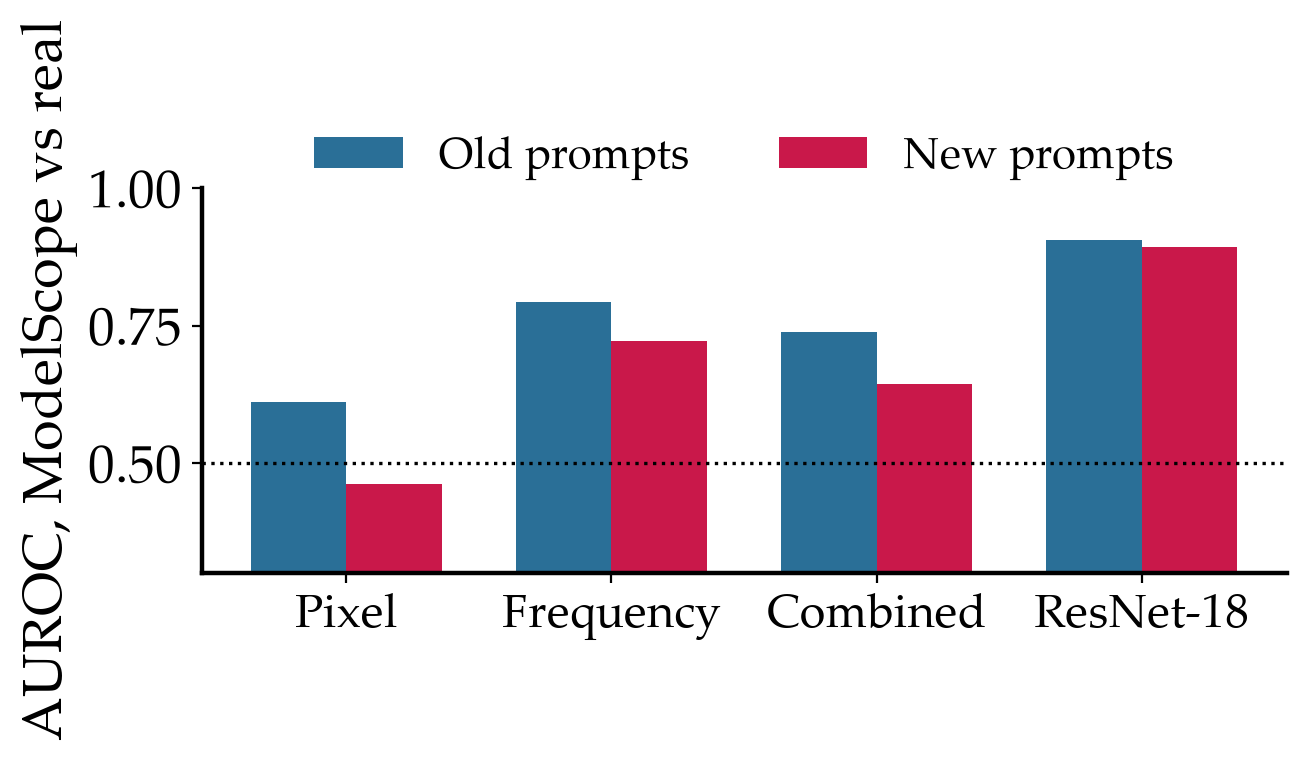 AUROC, ModelScope vs real
Old prompts
New prompts
1.00
0.75
0.50
Pixel
Frequency
Combined
ResNet-18